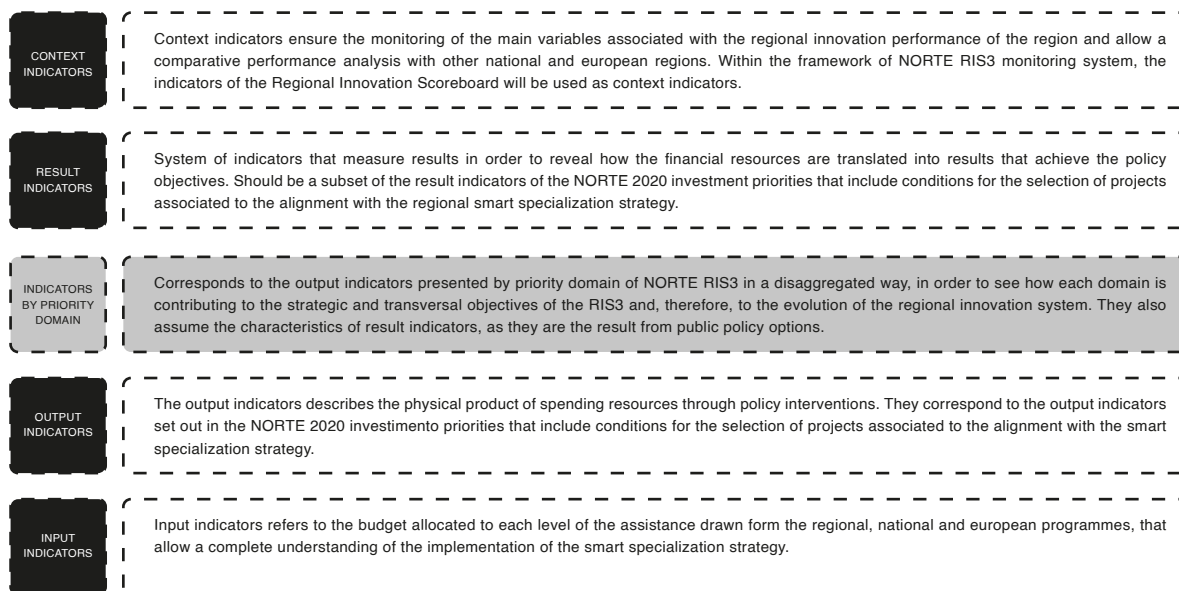 CONTEXT
INDICATORS
Context indicators ensure the monitoring of the main variables associated with the regional innovation performance of the region and allow a
comparative performance analysis with other national and european regions. Within the framework of NORTE RIS3 monitoring system, the
indicators of the Regional Innovation Scoreboard will be used as context indicators.
RESULT
INDICATORS
System of indicators that measure results in order to reveal how the financial resources are translated into results that achieve the policy
objectives. Should be a subset of the result indicators of the NORTE 2020 investment priorities that include conditions for the selection of projects
associated to the alignment with the regional smart specialization strategy.
INDICATORS
BY PRIORITY
DOMAIN
Corresponds to the output indicators presented by priority domain of NORTE RIS3 in a disaggregated way, in order to see how each domain is
contributing to the strategic and transversal objectives of the RIS3 and, therefore, to the evolution of the regional innovation system. They also
assume the characteristics of result indicators, as they are the result from public policy options.
OUTPUT
INDICATORS
The output indicators describes the physical product of spending resources through policy interventions. They correspond to the output indicators
set out in the NORTE 2020 investimento priorities that include conditions for the selection of projects associated to the alignment with the smart
specialization strategy.
INPUT
INDICATORS
Input indicators refers to the budget allocated to each level of the assistance drawn form the regional, national and european programmes, that
allow a complete understanding of the implementation of the smart specialization strategy.